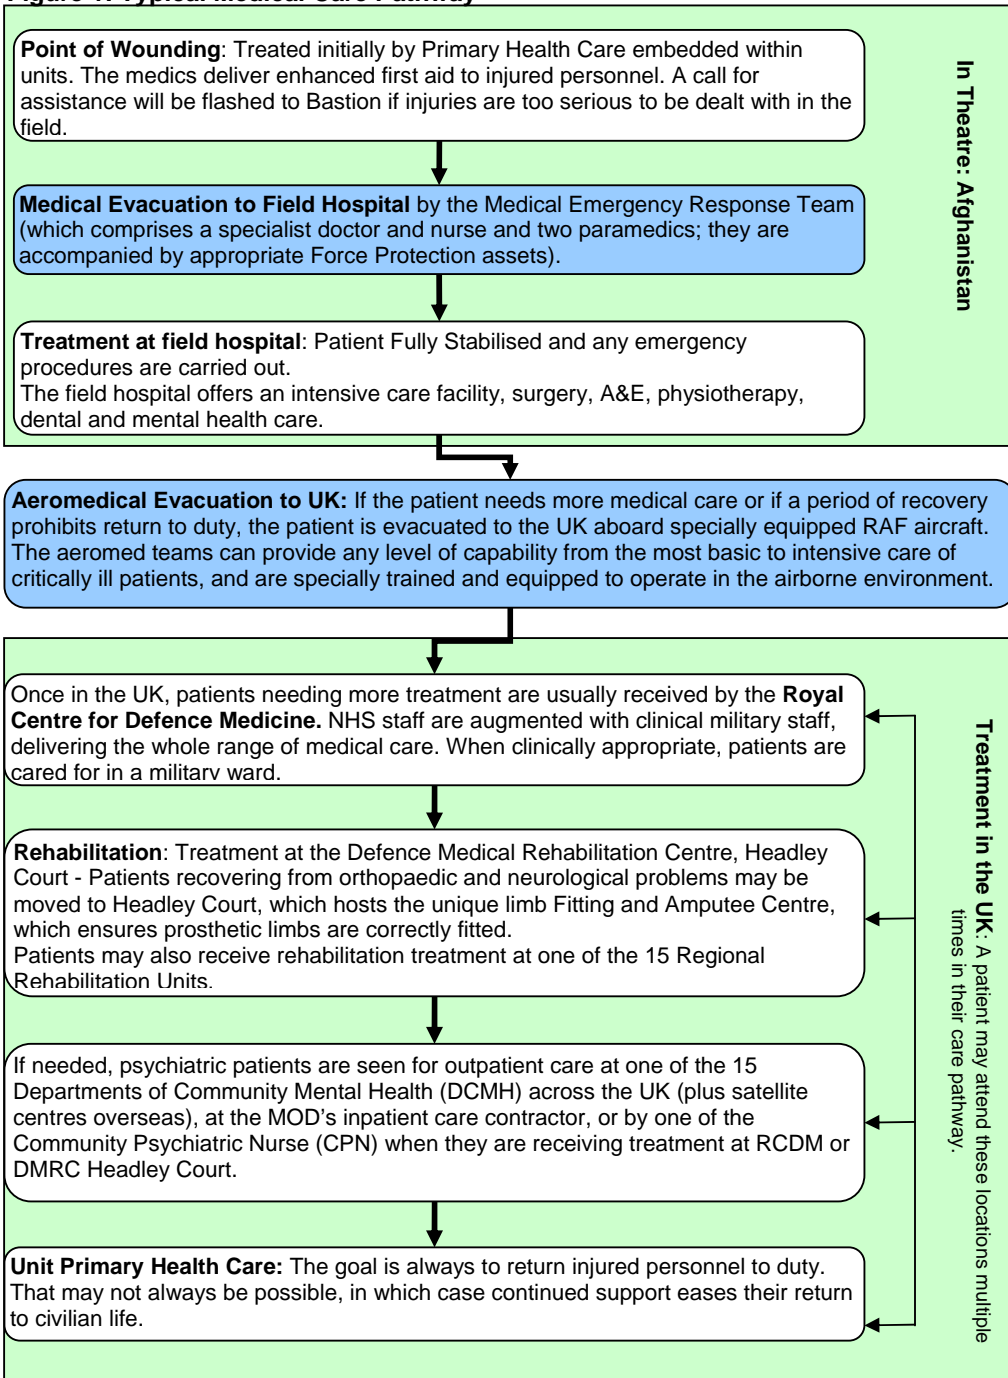 Figure 1: Typical Medical Care Pathway
Point of Wounding: Treated initially by Primary Health Care embedded within
units. The medics deliver enhanced first aid to injured personnel. A call for
assistance will be flashed to Bastion if injuries are too serious to be dealt with in the
field.
In Theatre: Afghanistan
Medical Evacuation to Field Hospital by the Medical Emergency Response Team
(which comprises a specialist doctor and nurse and two paramedics; they are
accompanied by appropriate Force Protection assets).
Treatment at field hospital: Patient Fully Stabilised and any emergency
procedures are carried out.
The field hospital offers an intensive care facility, surgery, A&E, physiotherapy,
dental and mental health care.
Aeromedical Evacuation to UK: If the patient needs more medical care or if a period of recovery
prohibits return to duty, the patient is evacuated to the UK aboard specially equipped RAF aircraft.
The aeromed teams can provide any level of capability from the most basic to intensive care of
critically ill patients, and are specially trained and equipped to operate in the airborne environment.
Once in the UK, patients needing more treatment are usually received by the Royal
Centre for Defence Medicine. NHS staff are augmented with clinical military staff,
delivering the whole range of medical care. When clinically appropriate, patients are
cared for in a military ward.
Treatment in the UK: A patient may attend these locations multiple
times in their care pathway.
Rehabilitation: Treatment at the Defence Medical Rehabilitation Centre, Headley
Court - Patients recovering from orthopaedic and neurological problems may be
moved to Headley Court, which hosts the unique limb Fitting and Amputee Centre,
which ensures prosthetic limbs are correctly fitted.
Patients may also receive rehabilitation treatment at one of the 15 Regional
Rehabilitation Units.
If needed, psychiatric patients are seen for outpatient care at one of the 15
Departments of Community Mental Health (DCMH) across the UK (plus satellite
centres overseas), at the MOD's inpatient care contractor, or by one of the
Community Psychiatric Nurse (CPN) when they are receiving treatment at RCDM or
DMRC Headley Court.
Unit Primary Health Care: The goal is always to return injured personnel to duty.
That may not always be possible, in which case continued support eases their return
to civilian life.